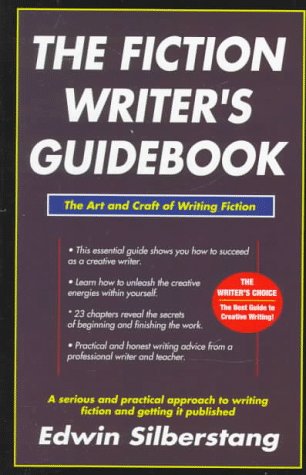 THE FICTION
WRITER'S
GUIDEBOOK
The Art and Craft of Writing Fiction
• This essential guide shows you how to succeed
as a creative writer.
• Learn how to unleash the creative
energies within yourself.
* 23 chapters reveal the secrets
of beginning and finishing the work.
• Practical and honest writing advice from a
professional writer and teacher.
THE
WRITER'S CHOICE
The Best Guide to
Creative Writing!
A serious and practical approach to writing
fiction and getting it published
Edwin Silberstang